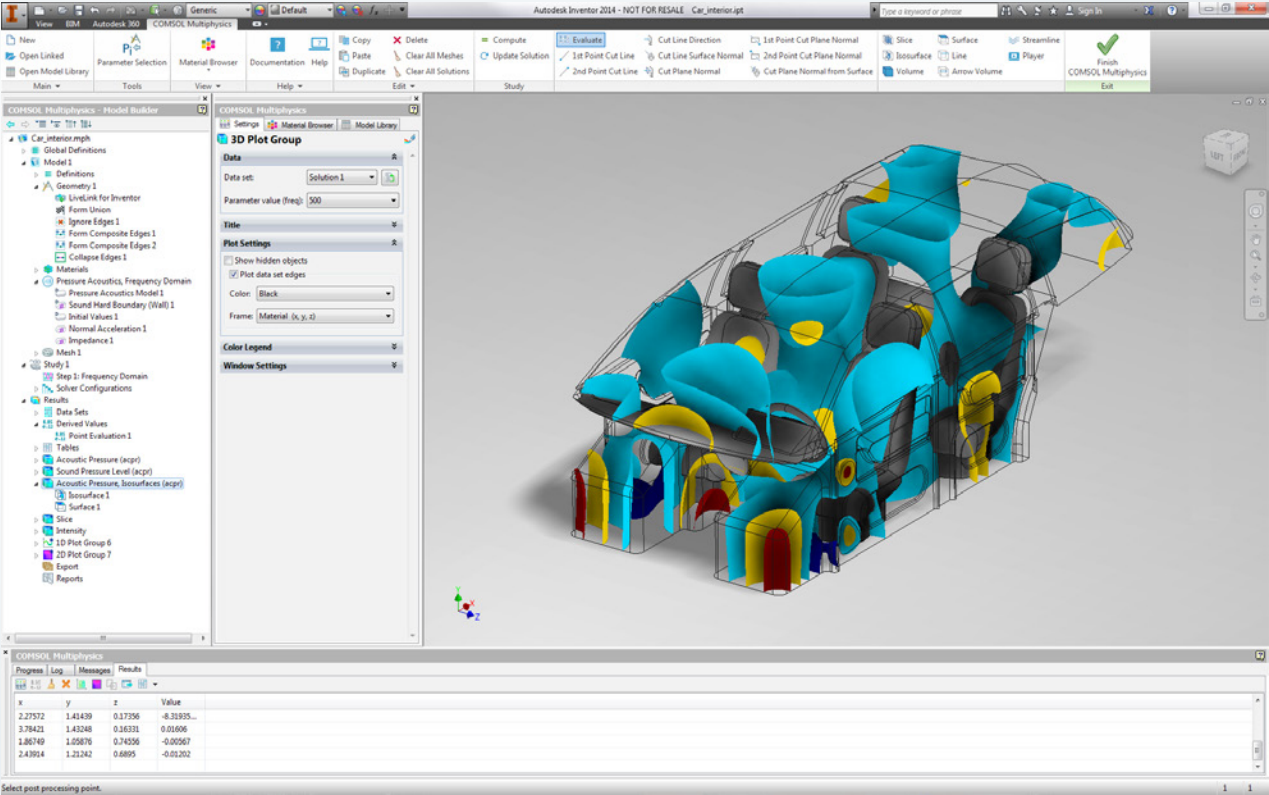 Generic
Default
Autodesk Inventor 2014 - NOT FOR RESALE Car_interior.ipt
Type a keyword or phrase
Sign In
View BIM Autodesk 360 COMSOL Multiphysics
New
Open Linked
Open Model Library
Main
Parameter Selection
Tools
Material Browser
View
Documentation Help
Help
Copy
Paste
Duplicate
Delete
Clear All Meshes
Clear All Solutions
Edit
Compute
Update Solution
Study
Evaluate
1st Point Cut Line
2nd Point Cut Line
Cut Line Direction
Cut Line Surface Normal
Cut Plane Normal
1st Point Cut Plane Normal
2nd Point Cut Plane Normal
Cut Plane Normal from Surface
Slice
Isosurface
Volume
Surface
Line
Arrow Volume
Streamline
Player
Finish
COMSOL Multiphysics
Exit
COMSOL Multiphysics - Model Builder
Car_interior.mph
Global Definitions
Model 1
Definitions
Geometry 1
LiveLink for Inventor
Form Union
Ignore Edges 1
Form Composite Edges 1
Form Composite Edges 2
Collapse Edges 1
Materials
Pressure Acoustics, Frequency Domain
Pressure Acoustics Model 1
Sound Hard Boundary (Wall) 1
Initial Values 1
Normal Acceleration 1
Impedance 1
Mesh 1
Study 1
Step 1: Frequency Domain
Solver Configurations
Results
Data Sets
Derived Values
Point Evaluation 1
Tables
Acoustic Pressure (acpr)
Sound Pressure Level (acpr)
Acoustic Pressure, Isosurfaces (acpr)
Isosurface 1
Surface 1
Slice
Intensity
1D Plot Group 6
2D Plot Group 7
Export
Reports
COMSOL Multiphysics
Settings Material Browser Model Library
3D Plot Group
Data
Data set: Solution 1
Parameter value (freq): 500
Title
Plot Settings
Show hidden objects
Plot data set edges
Color: Black
Frame: Material (x, y, z)
Color Legend
Window Settings
Y
X
Z
COMSOL Multiphysics
Progress Log Messages Results
x y z Value
2.27572 1.41439 0.17356 -8.31935...
3.78421 1.43248 0.16331 0.01606
1.86749 1.05876 0.74556 -0.00567
2.43914 1.21242 0.6895 -0.01202
Select post processing point.
1 1